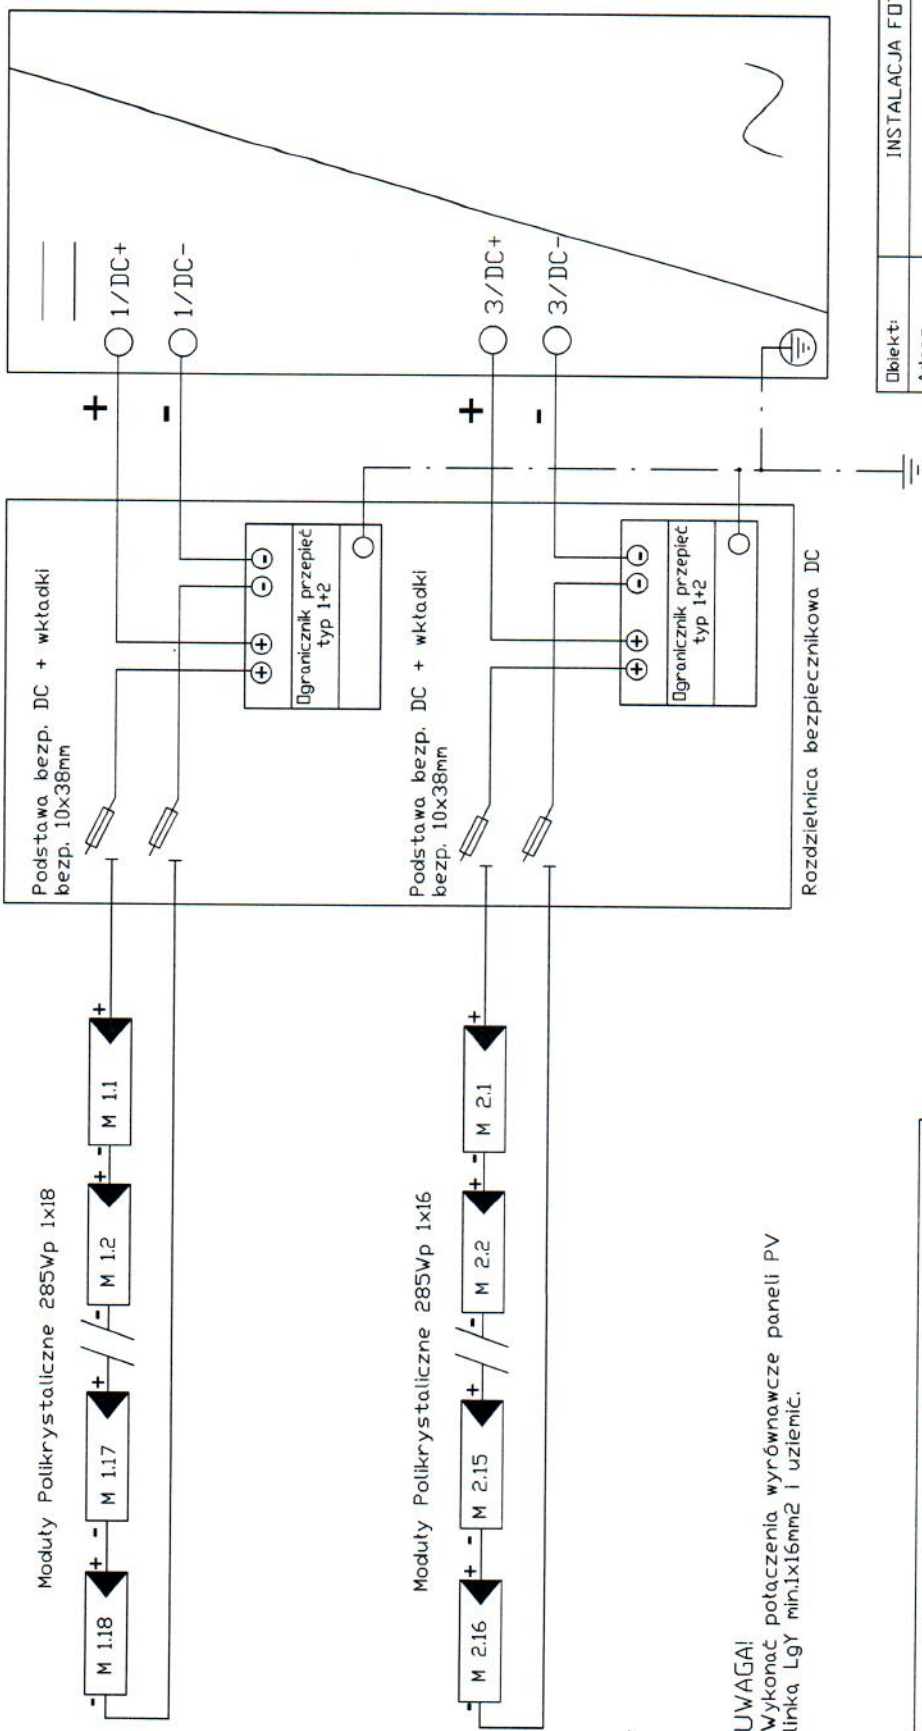 Moduły Polikrystaliczne 285Wp 1x18
- M 1.18 +
- M 1.17 +
- M 1.2 +
- M 1.1 +
Podstawa bezp. DC + wkładki
bezp. 10x38mm
+ + - -
Ogranicznik przepięć
typ 1+2
+
-
1/DC+
1/DC-
Moduły Polikrystaliczne 285Wp 1x16
- M 2.16 +
- M 2.15 +
- M 2.2 +
- M 2.1 +
Podstawa bezp. DC + wkładki
bezp. 10x38mm
+ + - -
Ogranicznik przepięć
typ 1+2
+
-
3/DC+
3/DC-
Rozdzielnica bezpiecznikowa DC
UWAGA!
Wykonać połączenia wyrównawcze paneli PV
linką LgY min.1x16mm2 i uziemić.
Obiekt:
INSTALACJA